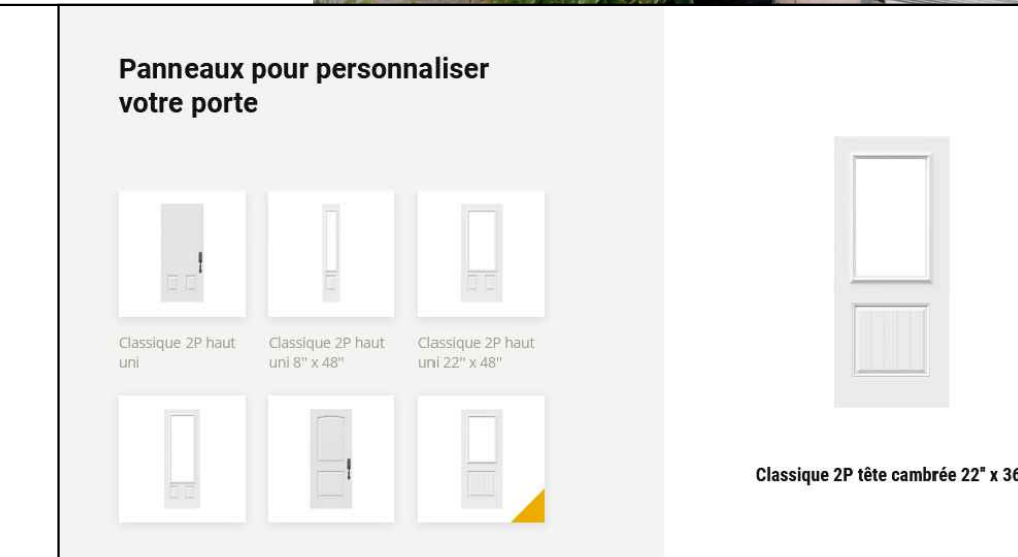 Panneaux pour personnaliser
votre porte
Classique 2P haut
uni
Classique 2P haut
uni 8" x 48"
Classique 2P haut
uni 22" x 48"
Classique 2P tête cambrée 22" x 36